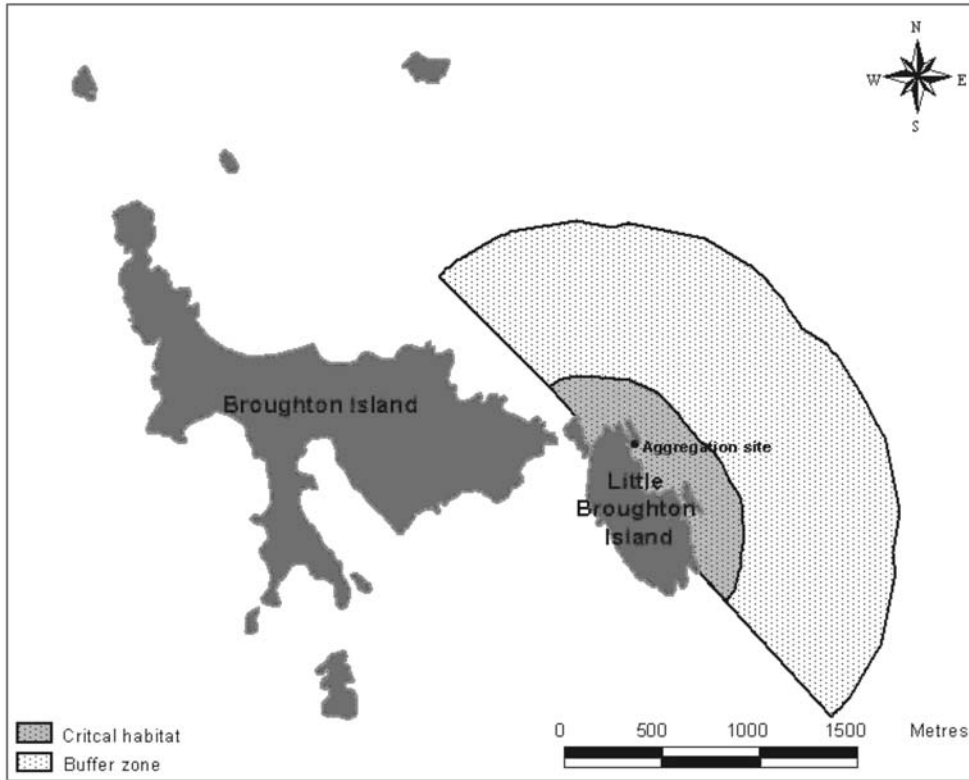 N
W E
S
Broughton Island
Aggregation site
Little
Broughton
Island
Critcal habitat
Buffer zone
0 500 1000 1500 Metres